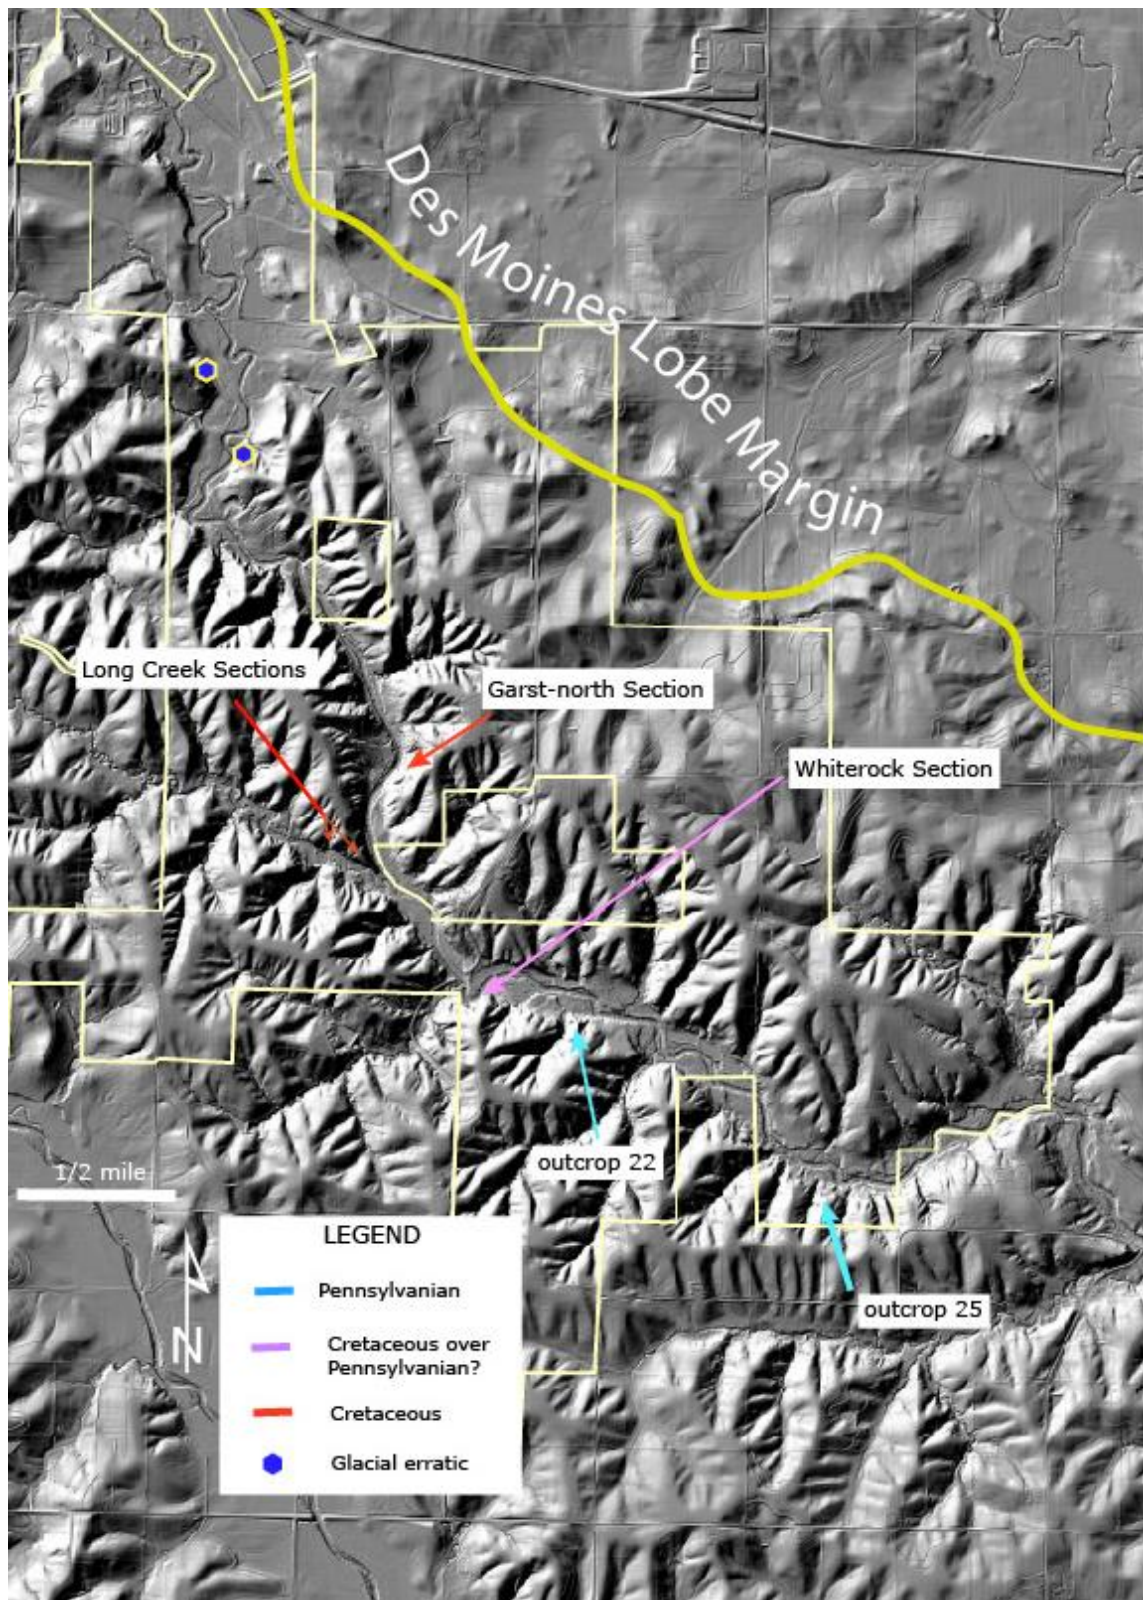 Des Moines Lobe Margin
Long Creek Sections
Garst-north Section
Whiterock Section
outcrop 22
1/2 mile
outcrop 25
N
LEGEND
Pennsylvanian
Cretaceous over
Pennsylvanian?
Cretaceous
Glacial erratic